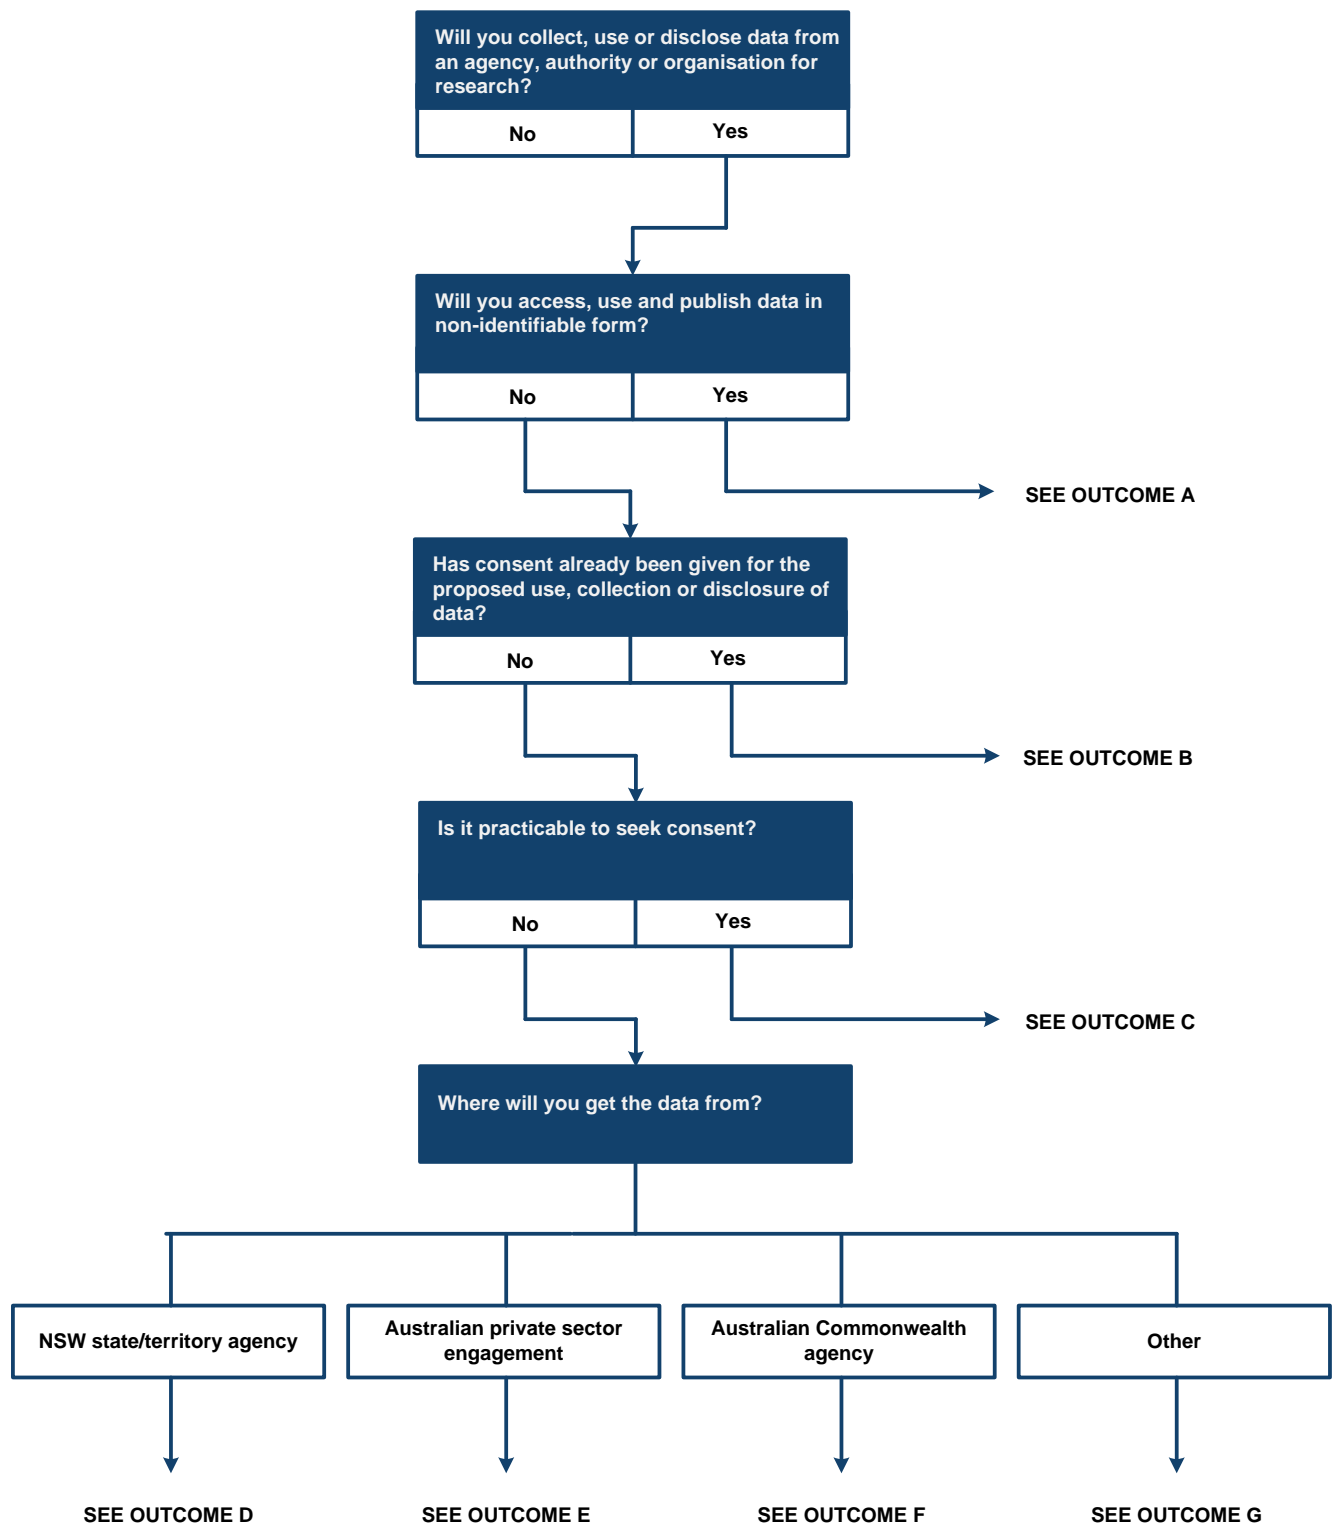 Will you collect, use or disclose data from
an agency, authority or organisation for
research?
No
Yes
Will you access, use and publish data in
non-identifiable form?
No
Yes
SEE OUTCOME A
Has consent already been given for the
proposed use, collection or disclosure of
data?
No
Yes
SEE OUTCOME B
Is it practicable to seek consent?
No
Yes
SEE OUTCOME C
Where will you get the data from?
NSW state/territory agency
Australian private sector
engagement
Australian Commonwealth
agency
Other
SEE OUTCOME D
SEE OUTCOME E
SEE OUTCOME F
SEE OUTCOME G